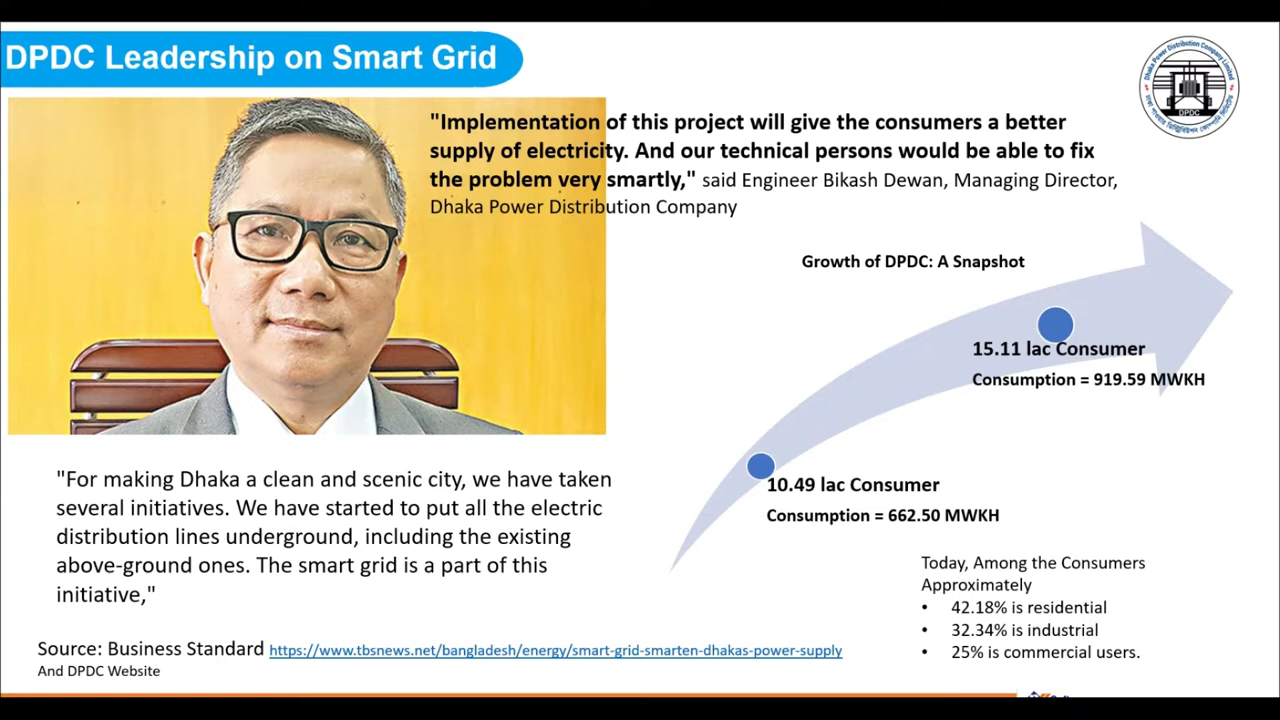 DPDC Leadership on Smart Grid
"Implementation of this project will give the consumers a better
supply of electricity. And our technical persons would be able to fix
the problem very smartly," said Engineer Bikash Dewan, Managing Director,
Dhaka Power Distribution Company
Growth of DPDC: A Snapshot
15.11 lac Consumer
Consumption = 919.59 MWKH
10.49 lac Consumer
Consumption = 662.50 MWKH
"For making Dhaka a clean and scenic city, we have taken
several initiatives. We have started to put all the electric
distribution lines underground, including the existing
above-ground ones. The smart grid is a part of this
initiative,"
Today, Among the Consumers
Approximately
• 42.18% is residential
• 32.34% is industrial
• 25% is commercial users.
Source: Business Standard https://www.tbsnews.net/bangladesh/energy/smart-grid-smarten-dhakas-power-supply
And DPDC Website
Dhaka Power Distribution Company Limited
DPDC